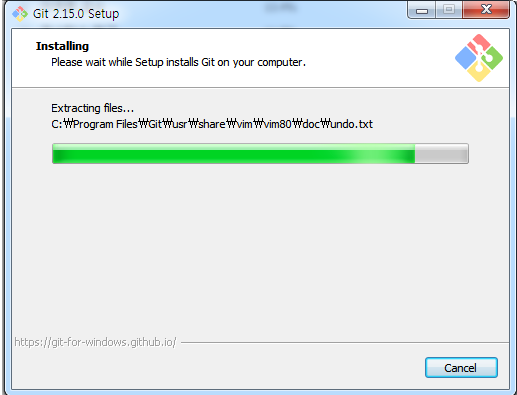 Git 2.15.0 Setup
Installing
Please wait while Setup installs Git on your computer.
Extracting files...
C:₩Program Files₩Git₩usr₩share₩vim₩vim80₩doc₩undo.txt
https://git-for-windows.github.io/
Cancel